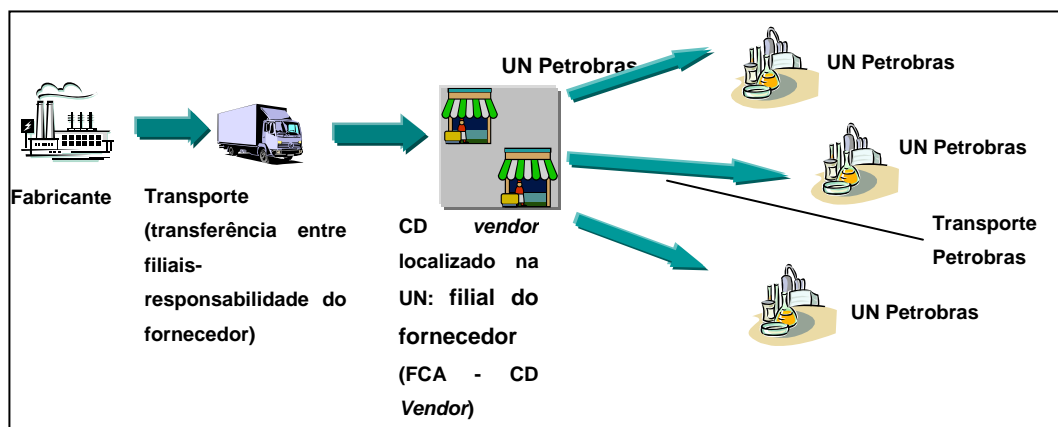 UN Petrobras
UN Petrobras
UN Petrobras
Fabricante
Transporte
(transferência entre
filiais-
responsabilidade do
fornecedor)
CD vendor
localizado na
UN: filial do
fornecedor
(FCA - CD
Vendor)
Transporte
Petrobras
UN Petrobras